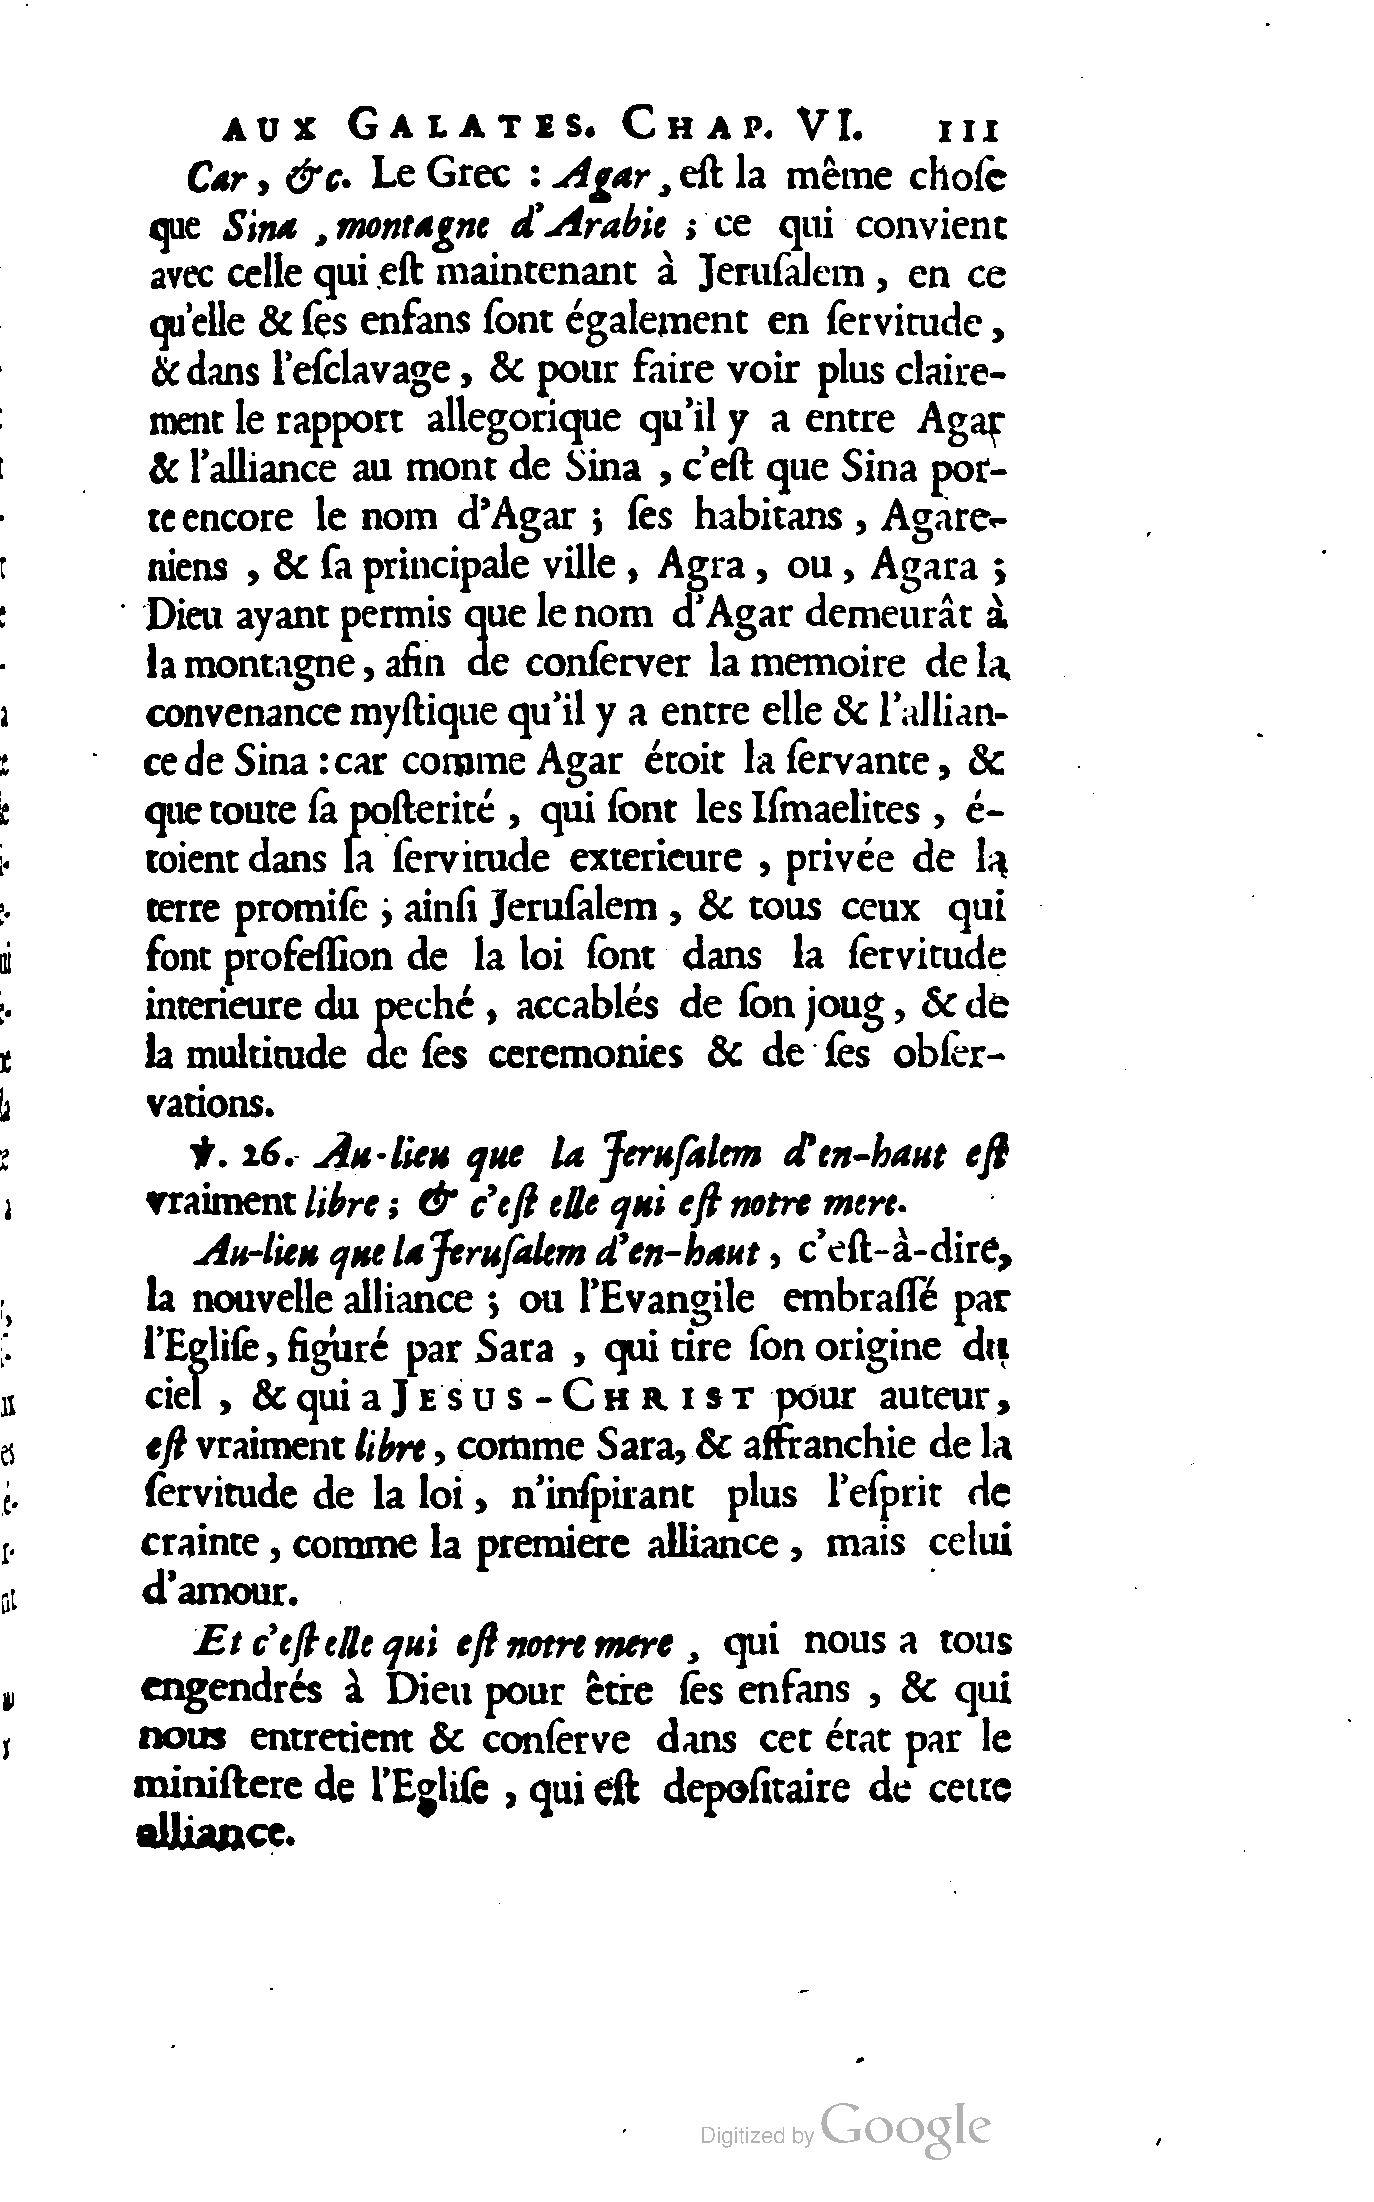 AUX GALATES. CHAP. VI. III
Car, &c. Le Grec : Agar, eſt la même choſe
que Sina, montagne d'Arabie ; ce qui convient
avec celle qui eſt maintenant à Jeruſalem, en ce
qu'elle & ſes enfans ſont également en ſervitude,
& dans l'eſclavage, & pour faire voir plus claire-
ment le rapport allegorique qu'il y a entre Agar
& l'alliance au mont de Sina, c'eſt que Sina por-
te encore le nom d'Agar ; ſes habitans, Agare-
niens, & ſa principale ville, Agra, ou, Agara ;
Dieu ayant permis que le nom d'Agar demeurât à
la montagne, afin de conſerver la memoire de la
convenance myſtique qu'il y a entre elle & l'allian-
ce de Sina : car comme Agar étoit la ſervante, &
que toute ſa poſterité, qui ſont les Iſmaelites, é-
toient dans la ſervitude exterieure, privée de la
terre promiſe ; ainſi Jeruſalem, & tous ceux qui
font profeſſion de la loi ſont dans la ſervitude
interieure du peché, accablés de ſon joug, & de
la multitude de ſes ceremonies & de ſes obſer-
vations.
℣. 26. Au-lieu que la Jeruſalem d'en-haut eſt
vraiment libre ; & c'eſt elle qui eſt notre mere.
Au-lieu que la Jeruſalem d'en-haut, c'eſt-à-dire,
la nouvelle alliance ; ou l'Evangile embraſſé par
l'Egliſe, figuré par Sara, qui tire ſon origine du
ciel, & qui a JESUS-CHRIST pour auteur,
eſt vraiment libre, comme Sara, & affranchie de la
ſervitude de la loi, n'inſpirant plus l'eſprit de
crainte, comme la premiere alliance, mais celui
d'amour.
Et c'eſt elle qui eſt notre mere, qui nous a tous
engendrés à Dieu pour être ſes enfans, & qui
nous entretient & conſerve dans cet état par le
miniſtere de l'Egliſe, qui eſt depoſitaire de cette
alliance.
Digitized by Google